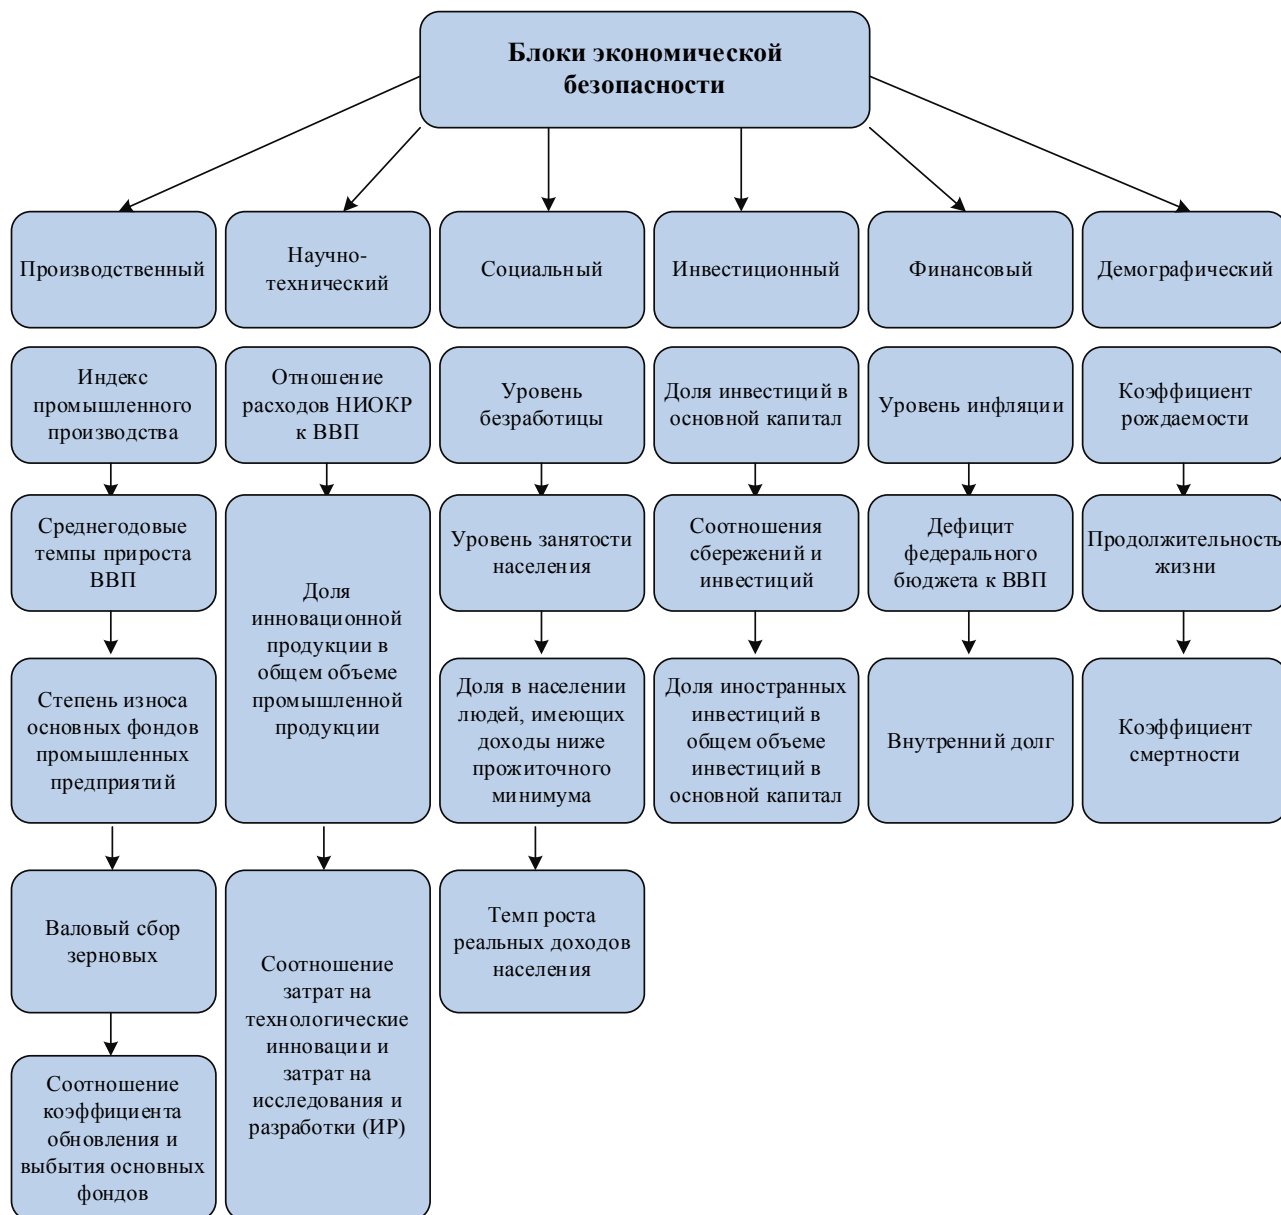 Блоки экономической
безопасности
Производственный
Научно-
технический
Социальный
Инвестиционный
Финансовый
Демографический
Индекс
промышленного
производства
Отношение
расходов НИОКР
к ВВП
Уровень
безработицы
Доля инвестиций в
основной капитал
Уровень инфляции
Коэффициент
рождаемости
Среднегодовые
темпы прироста
ВВП
Доля
инновационной
продукции в
общем объеме
промышленной
продукции
Уровень занятости
населения
Соотношения
сбережений и
инвестиций
Дефицит
федерального
бюджета к ВВП
Продолжительность
жизни
Степень износа
основных фондов
промышленных
предприятий
Доля в населении
людей, имеющих
доходы ниже
прожиточного
минимума
Доля иностранных
инвестиций в
общем объеме
инвестиций в
основной капитал
Внутренний долг
Коэффициент
смертности
Валовый сбор
зерновых
Соотношение
затрат на
технологические
инновации и
затрат на
исследования и
разработки (ИР)
Темп роста
реальных доходов
населения
Соотношение
коэффициента
обновления и
выбытия основных
фондов